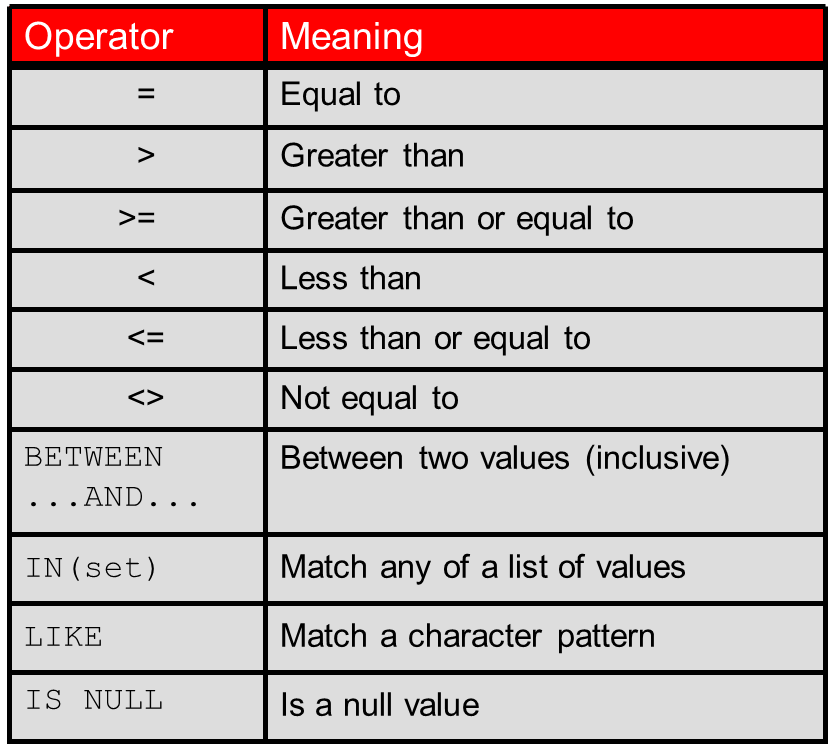 Operator Meaning
= Equal to
> Greater than
>= Greater than or equal to
< Less than
<= Less than or equal to
<> Not equal to
BETWEEN Between two values (inclusive)
...AND...
IN(set) Match any of a list of values
LIKE Match a character pattern
IS NULL Is a null value